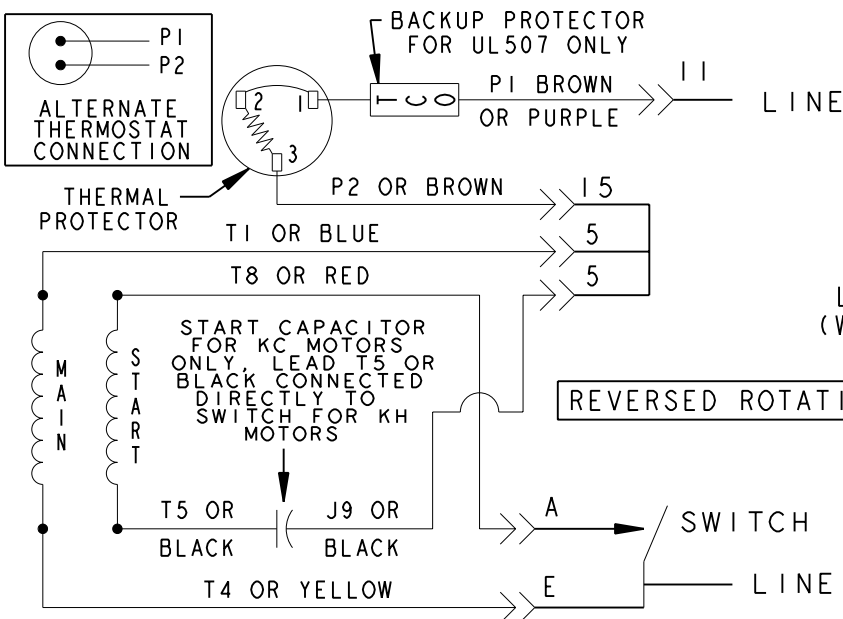 BACKUP PROTECTOR
FOR UL507 ONLY
P1
P2
ALTERNATE
THERMOSTAT
CONNECTION
2
1
3
TCO
P1 BROWN
OR PURPLE
11
LINE
THERMAL
PROTECTOR
P2 OR BROWN
15
T1 OR BLUE
5
T8 OR RED
5
L
(W
START CAPACITOR
FOR KC MOTORS
ONLY, LEAD T5 OR
BLACK CONNECTED
DIRECTLY TO
SWITCH FOR KH
MOTORS
MAIN
START
REVERSED ROTATI
T5 OR
BLACK
J9 OR
BLACK
A
SWITCH
T4 OR YELLOW
E
LINE